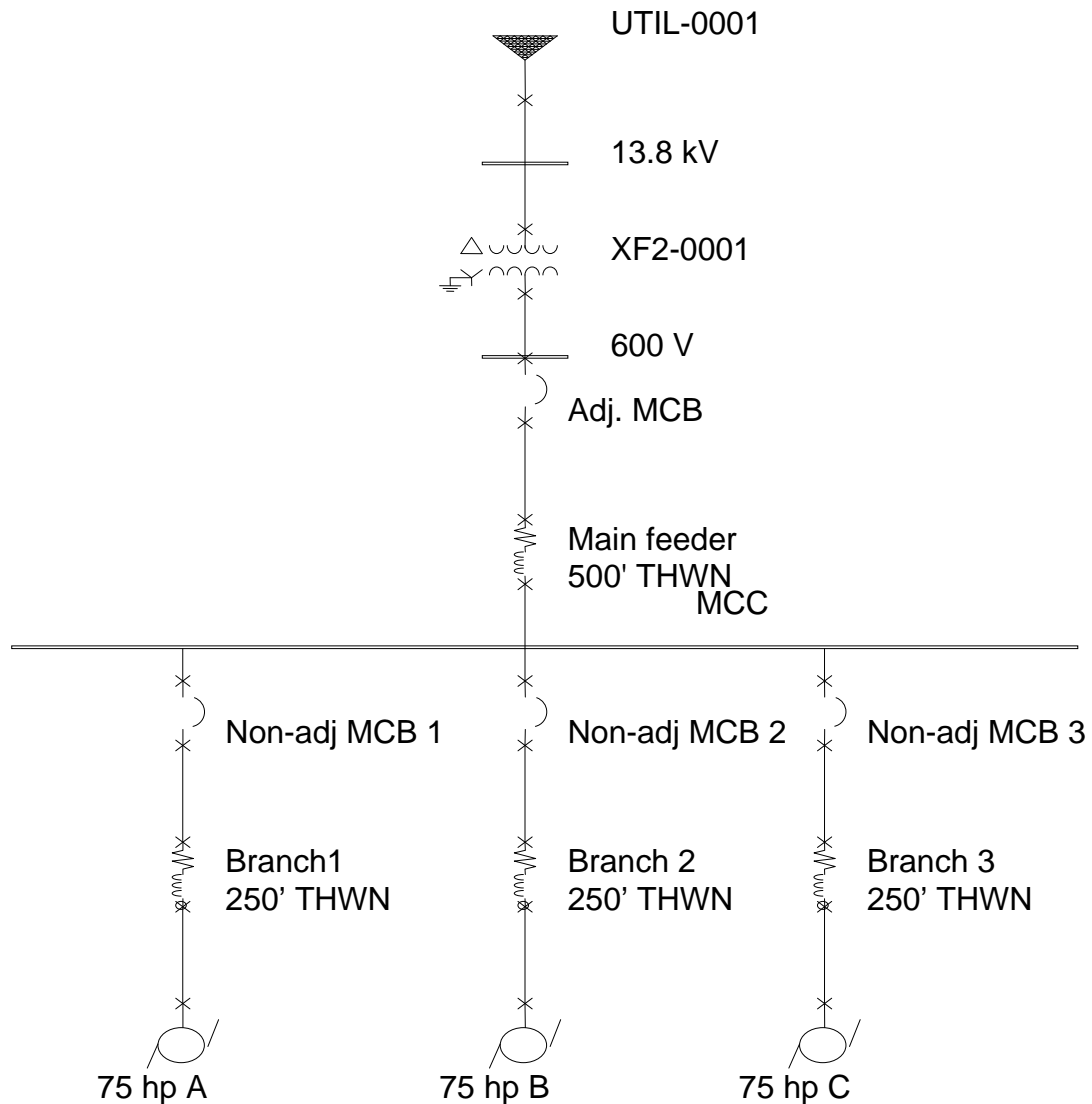 UTIL-0001
13.8 kV
XF2-0001
600 V
Adj. MCB
Main feeder
500' THWN
MCC
Non-adj MCB 1
Non-adj MCB 2
Non-adj MCB 3
Branch1
250’ THWN
Branch 2
250’ THWN
Branch 3
250’ THWN
75 hp A
75 hp B
75 hp C